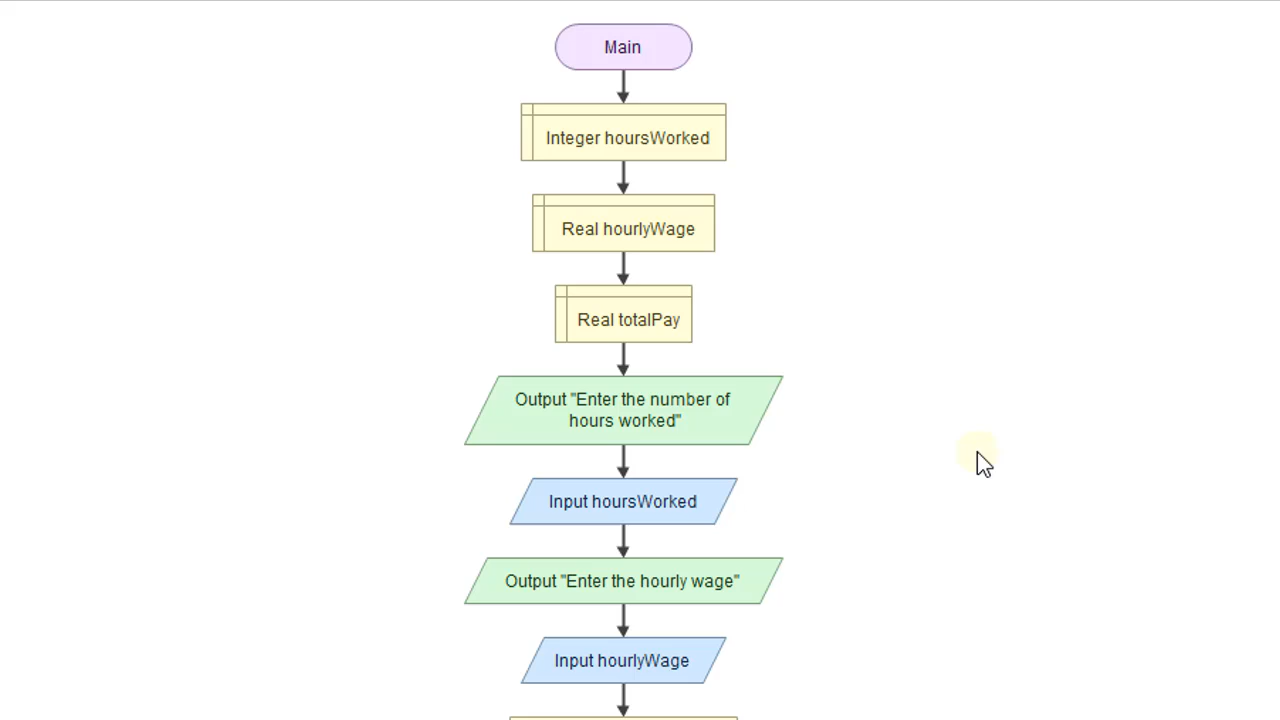 Main
Integer hoursWorked
Real hourlyWage
Real totalPay
Output "Enter the number of
hours worked"
Input hoursWorked
Output "Enter the hourly wage"
Input hourlyWage